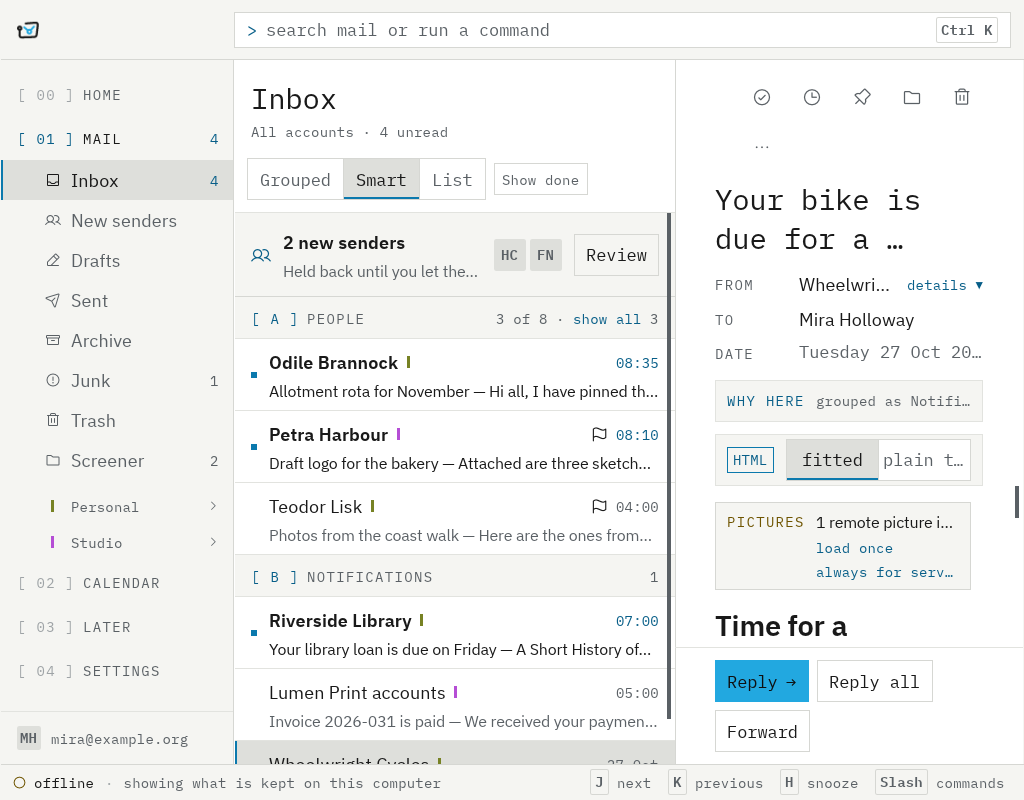 > search mail or run a command Ctrl K
[ 00 ] HOME
[ 01 ] MAIL 4
Inbox 4
New senders
Drafts
Sent
Archive
Junk 1
Trash
Screener 2
Personal
Studio
[ 02 ] CALENDAR
[ 03 ] LATER
[ 04 ] SETTINGS
MH mira@example.org
Inbox
All accounts · 4 unread
Grouped Smart List Show done
2 new senders
Held back until you let the…
HC FN Review
[ A ] PEOPLE 3 of 8 · show all 3
Odile Brannock 08:35
Allotment rota for November — Hi all, I have pinned th…
Petra Harbour 08:10
Draft logo for the bakery — Attached are three sketch…
Teodor Lisk 04:00
Photos from the coast walk — Here are the ones from…
[ B ] NOTIFICATIONS 1
Riverside Library 07:00
Your library loan is due on Friday — A Short History of…
Lumen Print accounts 05:00
Invoice 2026-031 is paid — We received your paymen…
Wheelwright Cycles 27 Oct
…
Your bike is
due for a …
FROM Wheelwri… details ▼
TO Mira Holloway
DATE Tuesday 27 Oct 20…
WHY HERE grouped as Notifi…
HTML fitted plain t…
PICTURES 1 remote picture i…
load once
always for serv…
Time for a
Reply → Reply all
Forward
offline · showing what is kept on this computer
J next K previous H snooze Slash commands